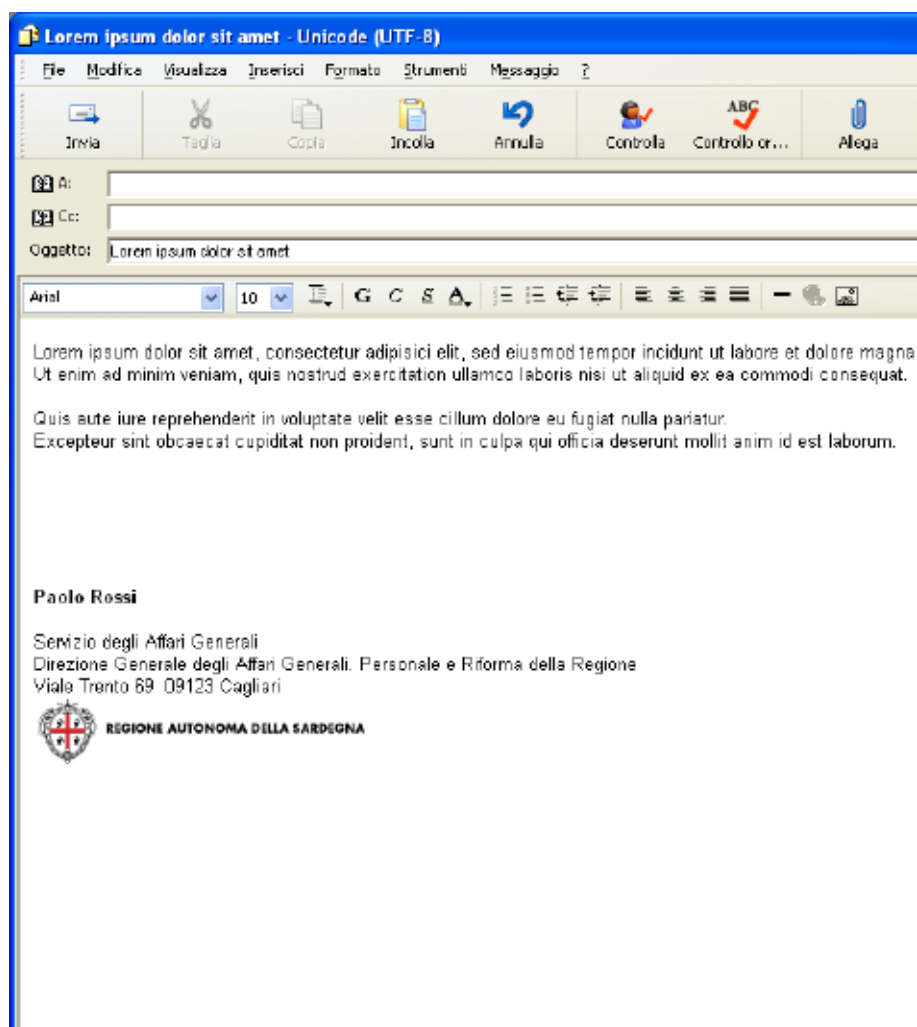 Lorem ipsum dolor sit amet - Unicode (UTF-8)
File Modifica Visualizza Inserisci Formato Strumenti Messaggio ?
Invia Taglia Copia Incolla Annulla Controlla Controllo or... Allega
A:
Cc:
Oggetto: Lorem ipsum dolor sit amet
Arial 10 G C S A
Lorem ipsum dolor sit amet, consectetur adipisici elit, sed eiusmod tempor incidunt ut labore et dolore magna
Ut enim ad minim veniam, quis nostrud exercitation ullamco laboris nisi ut aliquid ex ea commodi consequat.
Quis aute iure reprehenderit in voluptate velit esse cillum dolore eu fugiat nulla pariatur.
Excepteur sint obcaecat cupiditat non proident, sunt in culpa qui officia deserunt mollit anim id est laborum.
Paolo Rossi
Servizio degli Affari Generali
Direzione Generale degli Affari Generali. Personale e Riforma della Regione
Viale Trento 69 09123 Cagliari
REGIONE AUTONOMA DELLA SARDEGNA